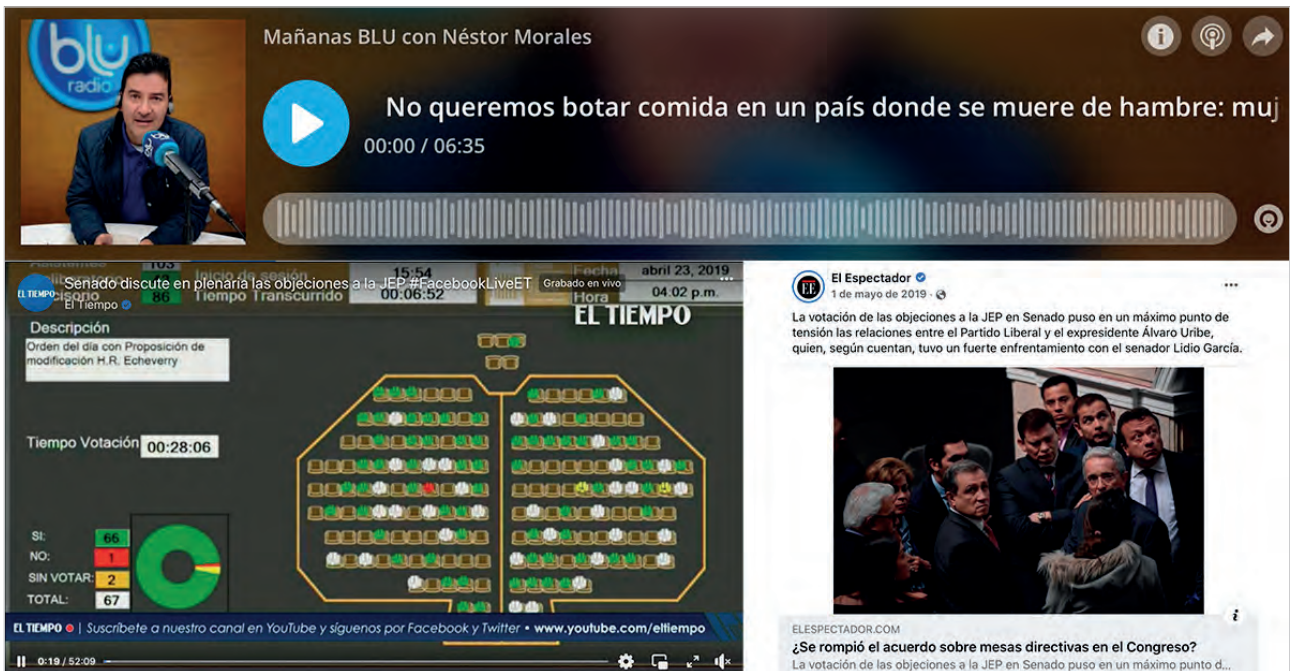 blu
radio
Mañanas BLU con Néstor Morales
No queremos botar comida en un país donde se muere de hambre: muj
00:00 / 06:35
blu
EL TIEMPO
Senado discute en plenaria las objeciones a la JEP #FacebookLiveET
Grabado en vivo
El Tiempo
103
Inicio de sesión
15:54
Fecha
abril 23, 2019
86
Tiempo Transcurrido
00:06:52
Hora
04:02 p.m.
EL TIEMPO
Descripción
Orden del día con Proposición de
modificación H.R. Echeverry
Tiempo Votación
00:28:06
SI:
66
NO:
1
SIN VOTAR:
2
TOTAL:
67
EL TIEMPO | Suscríbete a nuestro canal en YouTube y síguenos por Facebook y Twitter • www.youtube.com/eltiempo
0:19 / 52:09
EE
El Espectador
1 de mayo de 2019 ·
La votación de las objeciones a la JEP en Senado puso en un máximo punto de
tensión las relaciones entre el Partido Liberal y el expresidente Álvaro Uribe,
quien, según cuentan, tuvo un fuerte enfrentamiento con el senador Lidio García.
ELESPECTADOR.COM
¿Se rompió el acuerdo sobre mesas directivas en el Congreso?
La votación de las objeciones a la JEP en Senado puso en un máximo punto d...